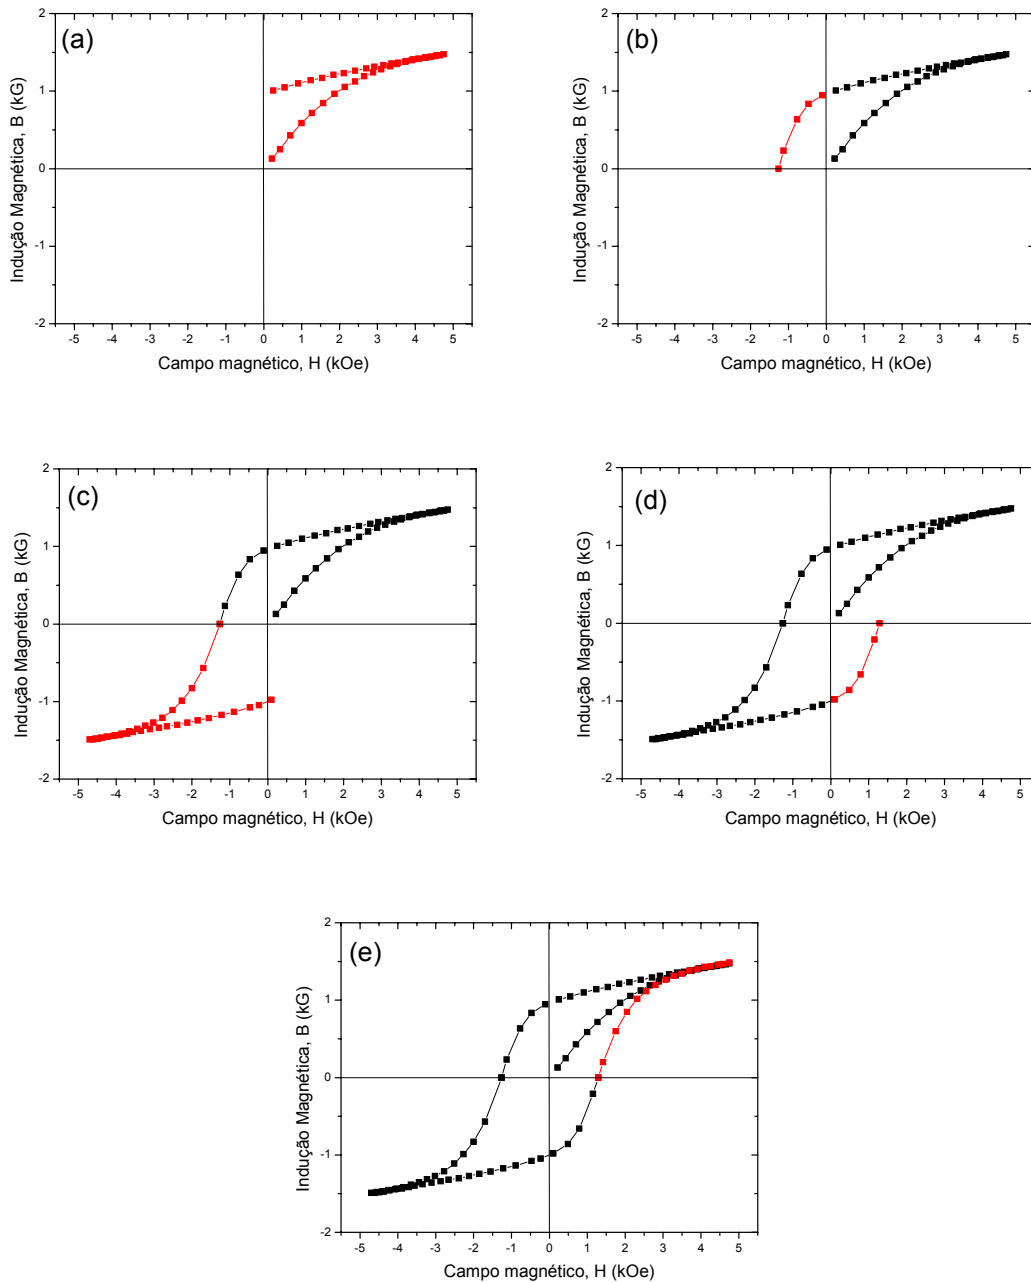 (a)
Indução Magnética, B (kG)
2
1
0
-1
-2
-5 -4 -3 -2 -1 0 1 2 3 4 5
Campo magnético, H (kOe)
(b)
Indução Magnética, B (kG)
2
1
0
-1
-2
-5 -4 -3 -2 -1 0 1 2 3 4 5
Campo magnético, H (kOe)
(c)
Indução Magnética, B (kG)
2
1
0
-1
-2
-5 -4 -3 -2 -1 0 1 2 3 4 5
Campo magnético, H (kOe)
(d)
Indução Magnética, B (kG)
2
1
0
-1
-2
-5 -4 -3 -2 -1 0 1 2 3 4 5
Campo magnético, H (kOe)
(e)
Indução Magnética, B (kG)
2
1
0
-1
-2
-5 -4 -3 -2 -1 0 1 2 3 4 5
Campo magnético, H (kOe)